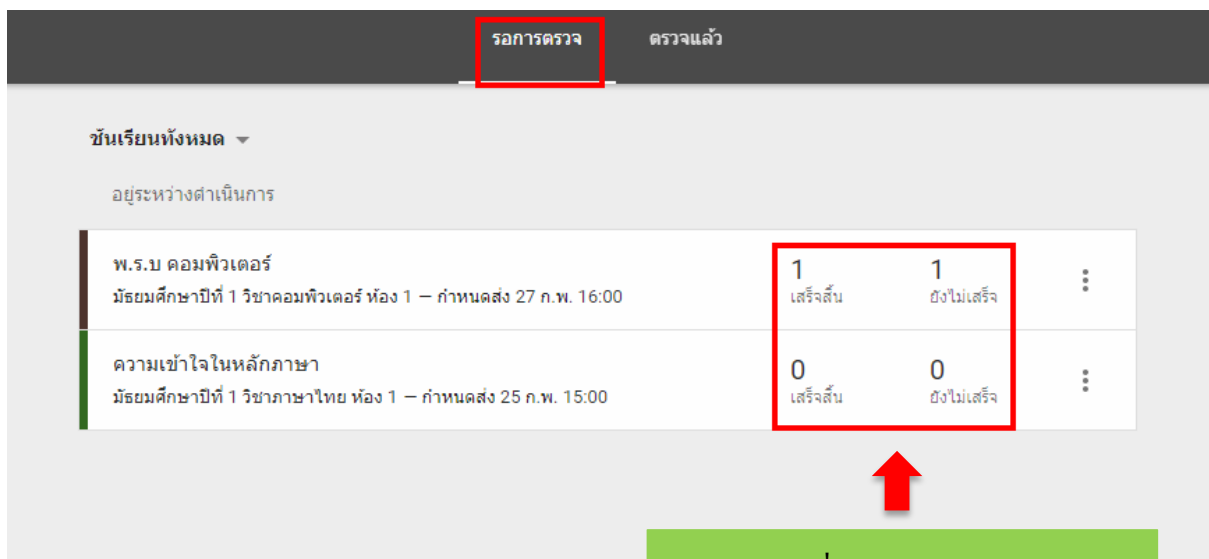 รอการตรวจ ตรวจแล้ว
ชั้นเรียนทั้งหมด
อยู่ระหว่างดำเนินการ
พ.ร.บ คอมพิวเตอร์
1 1
มัธยมศึกษาปีที่ 1 วิชาคอมพิวเตอร์ ห้อง 1 — กำหนดส่ง 27 ก.พ. 16:00
เสร็จสิ้น ยังไม่เสร็จ
ความเข้าใจในหลักภาษา
0 0
มัธยมศึกษาปีที่ 1 วิชาภาษาไทย ห้อง 1 — กำหนดส่ง 25 ก.พ. 15:00
เสร็จสิ้น ยังไม่เสร็จ